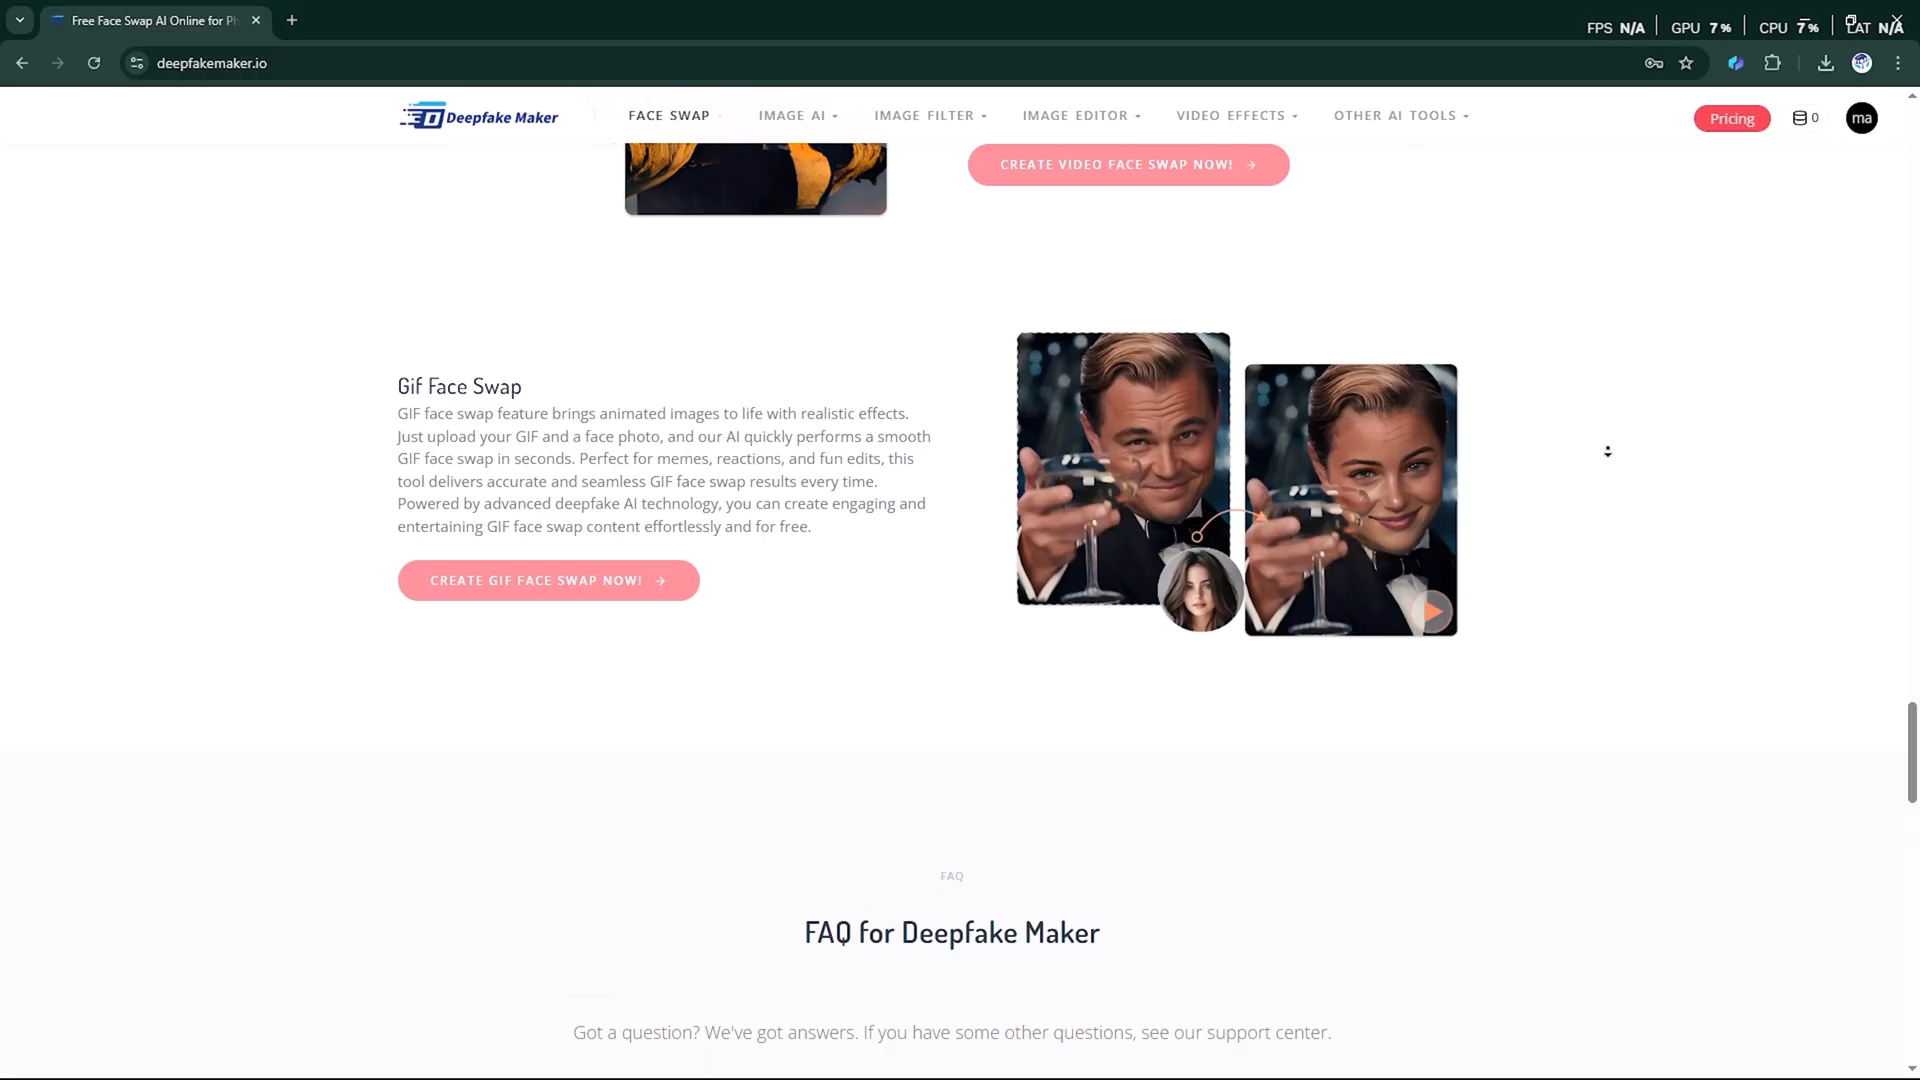 Free Face Swap AI Online for Ph
FPS N/A
GPU 7%
CPU 7%
LAT N/A
deepfakemaker.io
Deepfake Maker
FACE SWAP
IMAGE AI
IMAGE FILTER
IMAGE EDITOR
VIDEO EFFECTS
OTHER AI TOOLS
Pricing
0
ma
CREATE VIDEO FACE SWAP NOW!
Gif Face Swap
GIF face swap feature brings animated images to life with realistic effects.
Just upload your GIF and a face photo, and our AI quickly performs a smooth
GIF face swap in seconds. Perfect for memes, reactions, and fun edits, this
tool delivers accurate and seamless GIF face swap results every time.
Powered by advanced deepfake AI technology, you can create engaging and
entertaining GIF face swap content effortlessly and for free.
CREATE GIF FACE SWAP NOW!
FAQ
FAQ for Deepfake Maker
Got a question? We've got answers. If you have some other questions, see our support center.